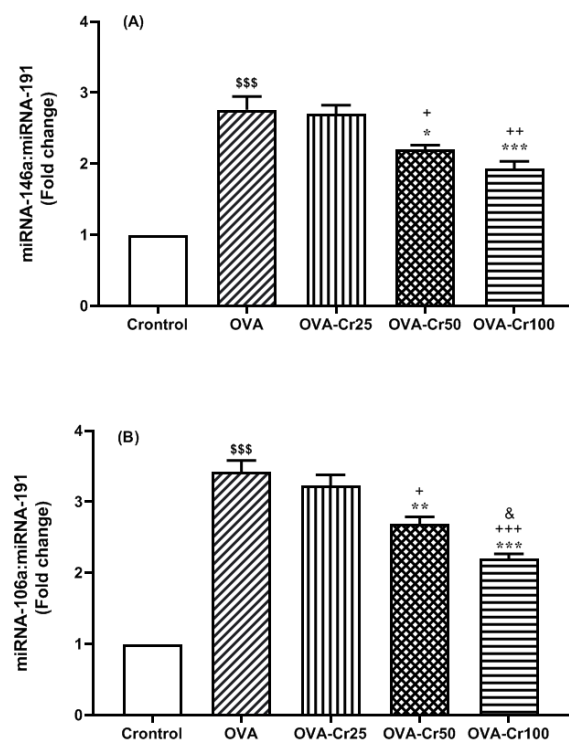 (A)
miRNA-146a:miRNA-191
(Fold change)
4
3
2
1
0
$$$
+
*
++
***
Crontrol OVA OVA-Cr25 OVA-Cr50 OVA-Cr100
(B)
miRNA-106a:miRNA-191
(Fold change)
4
3
2
1
0
$$$
+
**
&
+++
***
Crontrol OVA OVA-Cr25 OVA-Cr50 OVA-Cr100